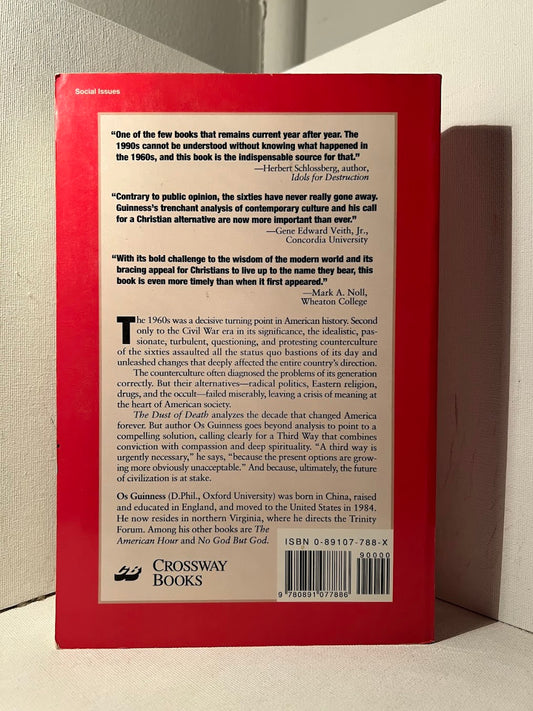 Social Issues
“One of the few books that remains current year after year. The
1990s cannot be understood without knowing what happened in
the 1960s, and this book is the indispensable source for that.”
—Herbert Schlossberg, author,
Idols for Destruction
“Contrary to public opinion, the sixties have never really gone away.
Guinness's trenchant analysis of contemporary culture and his call
for a Christian alternative are now more important than ever.”
—Gene Edward Veith, Jr.,
Concordia University
“With its bold challenge to the wisdom of the modern world and its
bracing appeal for Christians to live up to the name they bear, this
book is even more timely than when it first appeared.”
—Mark A. Noll,
Wheaton College
The 1960s was a decisive turning point in American history. Second
only to the Civil War era in its significance, the idealistic, pas-
sionate, turbulent, questioning, and protesting counterculture
of the sixties assaulted all the status quo bastions of its day and
unleashed changes that deeply affected the entire country's direction.
The counterculture often diagnosed the problems of its generation
correctly. But their alternatives—radical politics, Eastern religion,
drugs, and the occult—failed miserably, leaving a crisis of meaning at
the heart of American society.
The Dust of Death analyzes the decade that changed America
forever. But author Os Guinness goes beyond analysis to point to a
compelling solution, calling clearly for a Third Way that combines
conviction with compassion and deep spirituality. “A third way is
urgently necessary,” he says, “because the present options are grow-
ing more obviously unacceptable.” And because, ultimately, the future
of civilization is at stake.
Os Guinness (D.Phil., Oxford University) was born in China, raised
and educated in England, and moved to the United States in 1984.
He now resides in northern Virginia, where he directs the Trinity
Forum. Among his other books are The
American Hour and No God But God.
CROSSWAY
BOOKS
ISBN 0-89107-788-X
90000
9 780891 077886